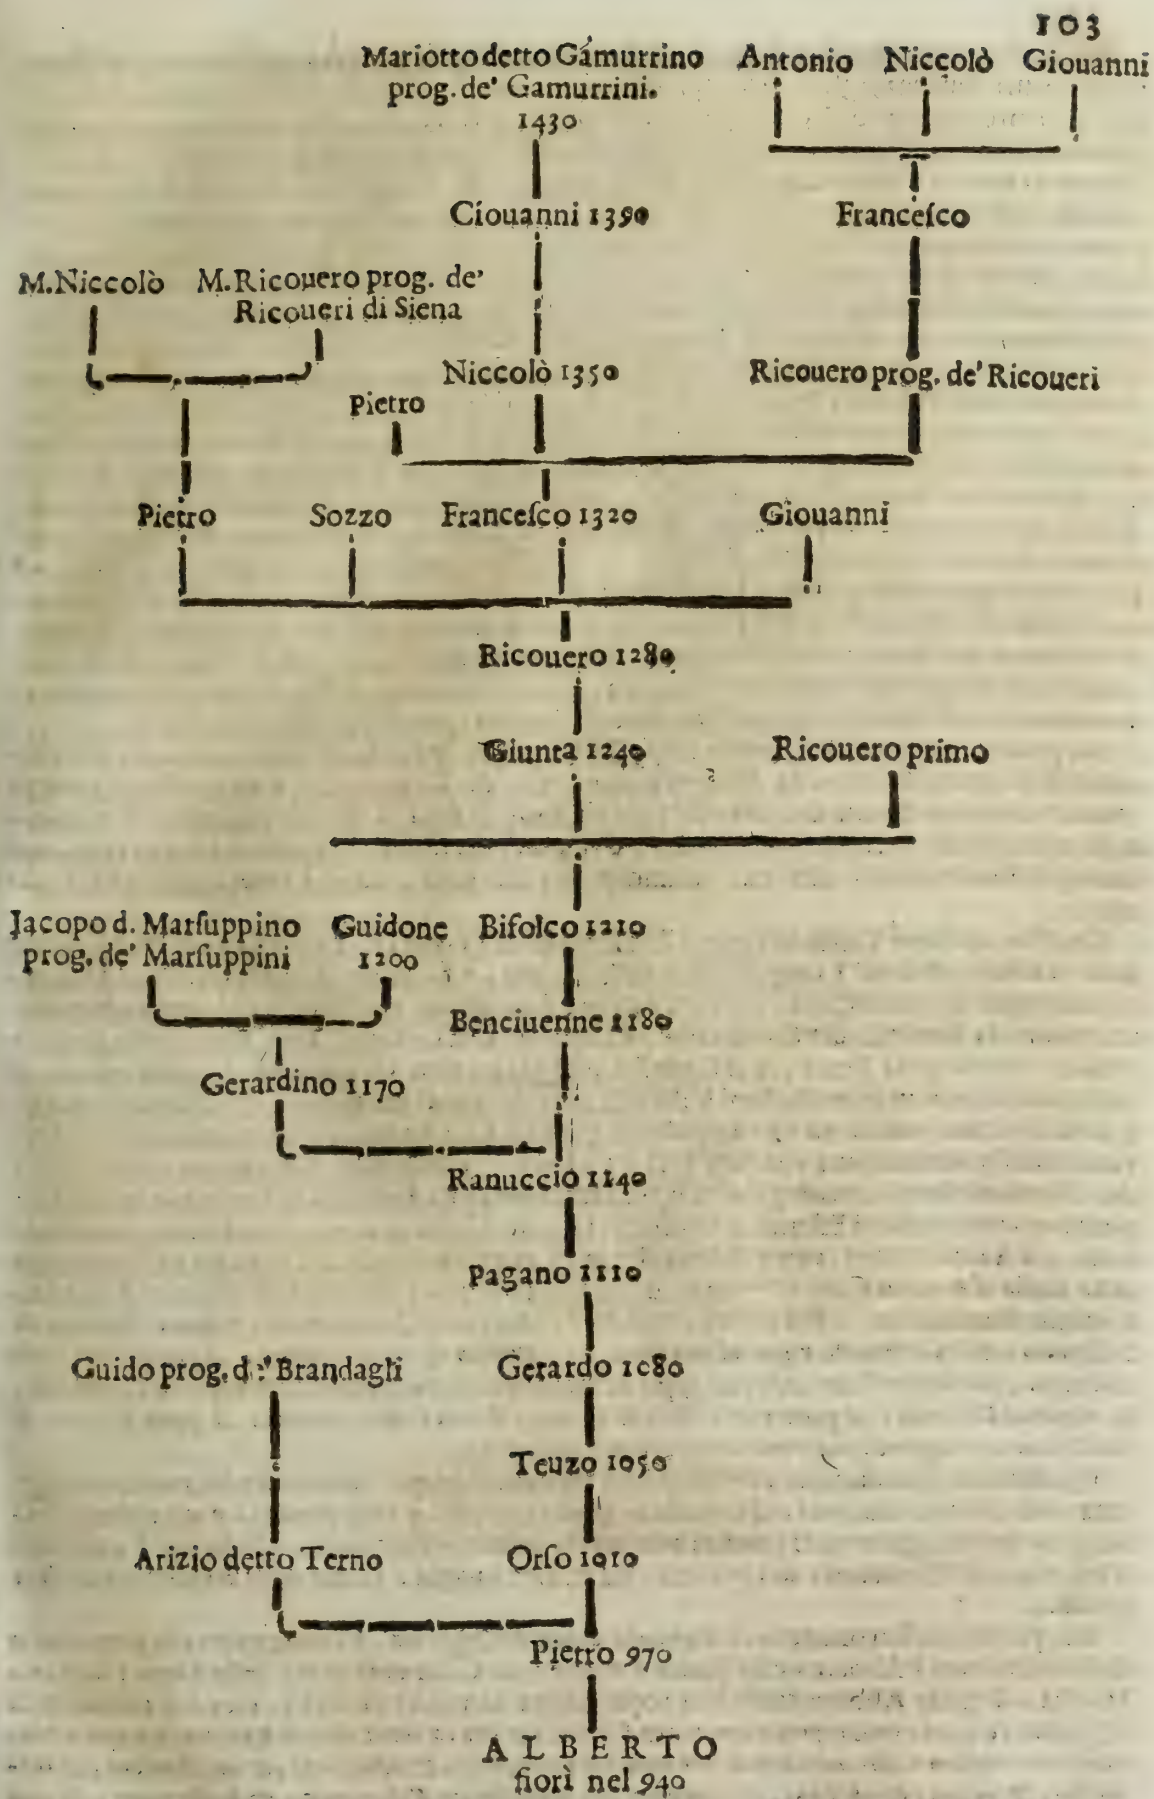 103
Mariotto detto Gamurrino Antonio Niccolò Giouanni
prog. de' Gamurrini.
1430
Ciouanni 1390 Franceſco
M. Niccolò M. Ricouero prog. de'
Ricoueri di Siena
Niccolò 1350 Ricouero prog. de' Ricoueri
Pietro
Pietro Sozzo Franceſco 1320 Giouanni
Ricouero 1280
Giunta 1240 Ricouero primo
Jacopo d. Marſuppino Guidone Bifolco 1210
prog. de' Marſuppini 1200
Benciuenne 1180
Gerardino 1170
Ranuccio 1140
Pagano 1110
Guido prog. de' Brandagli Gerardo 1080
Teuzo 1050
Arizio detto Terno Orſo 1010
Pietro 970
ALBERTO
fiorì nel 940